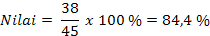 Nilai = 38/45 x 100 % = 84,4 %